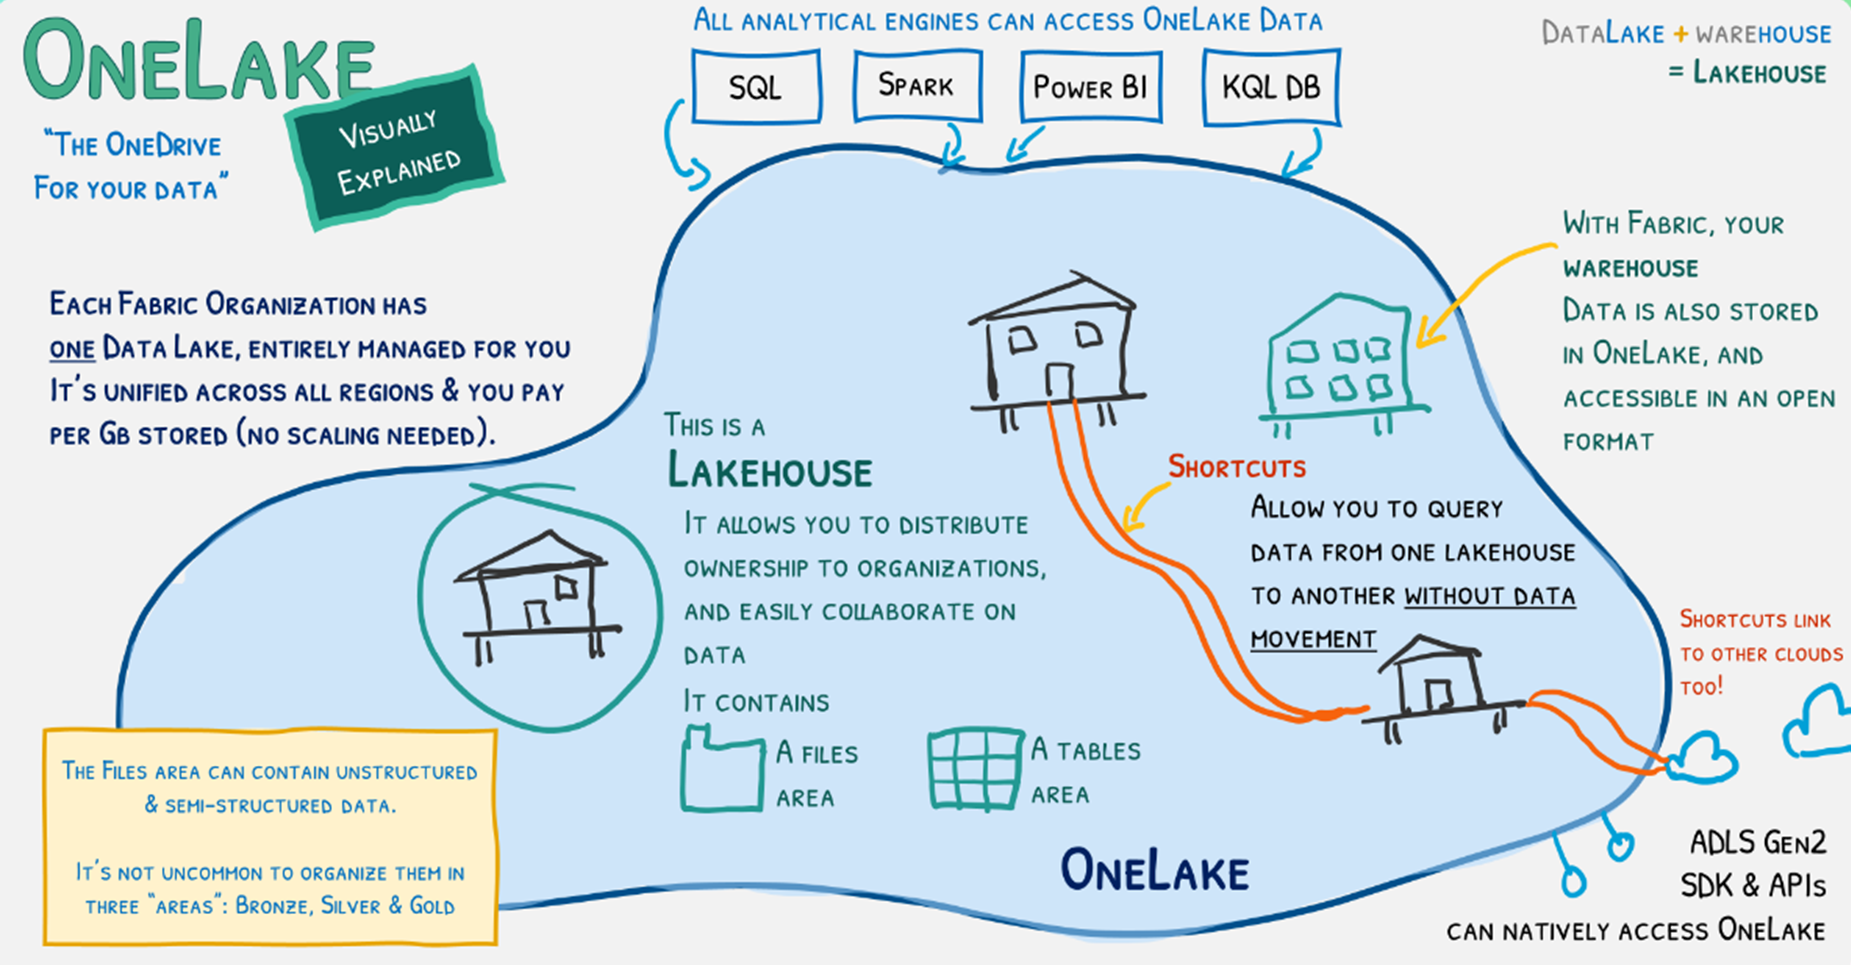 OneLake
Visually
Explained
"The OneDrive
For your data"
All analytical engines can access OneLake Data
SQL
Spark
Power BI
KQL DB
DataLake + warehouse
= Lakehouse
Each Fabric Organization has
one Data Lake, entirely managed for you
It's unified across all regions & you pay
per Gb stored (no scaling needed).
With Fabric, your
warehouse
Data is also stored
in OneLake, and
accessible in an open
format
This is a
Lakehouse
It allows you to distribute
ownership to organizations,
and easily collaborate on
data
It contains
A files
area
A tables
area
Shortcuts
Allow you to query
data from one lakehouse
to another without data
movement
Shortcuts link
to other clouds
too!
The Files area can contain unstructured
& semi-structured data.
It's not uncommon to organize them in
three "areas": Bronze, Silver & Gold
OneLake
ADLS Gen2
SDK & APIs
can natively access OneLake